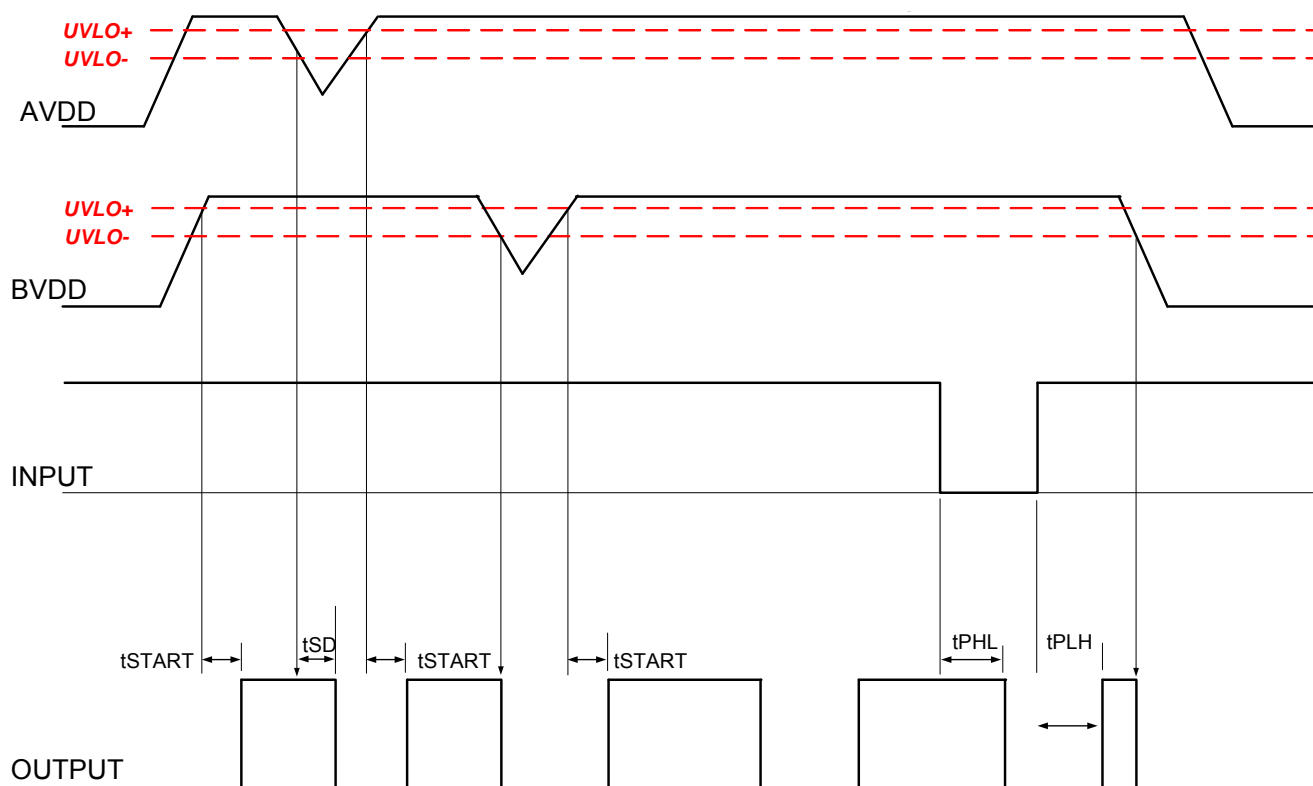 UVLO+
UVLO-
AVDD
UVLO+
UVLO-
BVDD
INPUT
tSTART
tSD
tSTART
tSTART
tPHL
tPLH
OUTPUT